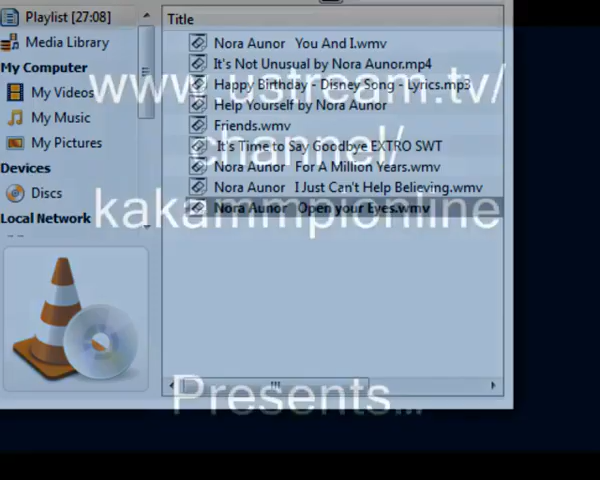 Playlist [27:08]
Media Library
My Computer
My Videos
My Music
My Pictures
Devices
Discs
Local Network
Title
Nora Aunor   You And I.wmv
It's Not Unusual by Nora Aunor.mp4
Happy Birthday - Disney Song - Lyrics.mp3
Help Yourself by Nora Aunor
Friends.wmv
It's Time to Say Goodbye EXTRO SWT
Nora Aunor   For A Million Years.wmv
Nora Aunor   I Just Can't Help Believing.wmv
Nora Aunor   Open your Eyes.wmv
www.ustream.tv/
channel/
kakammpionline
Presents...